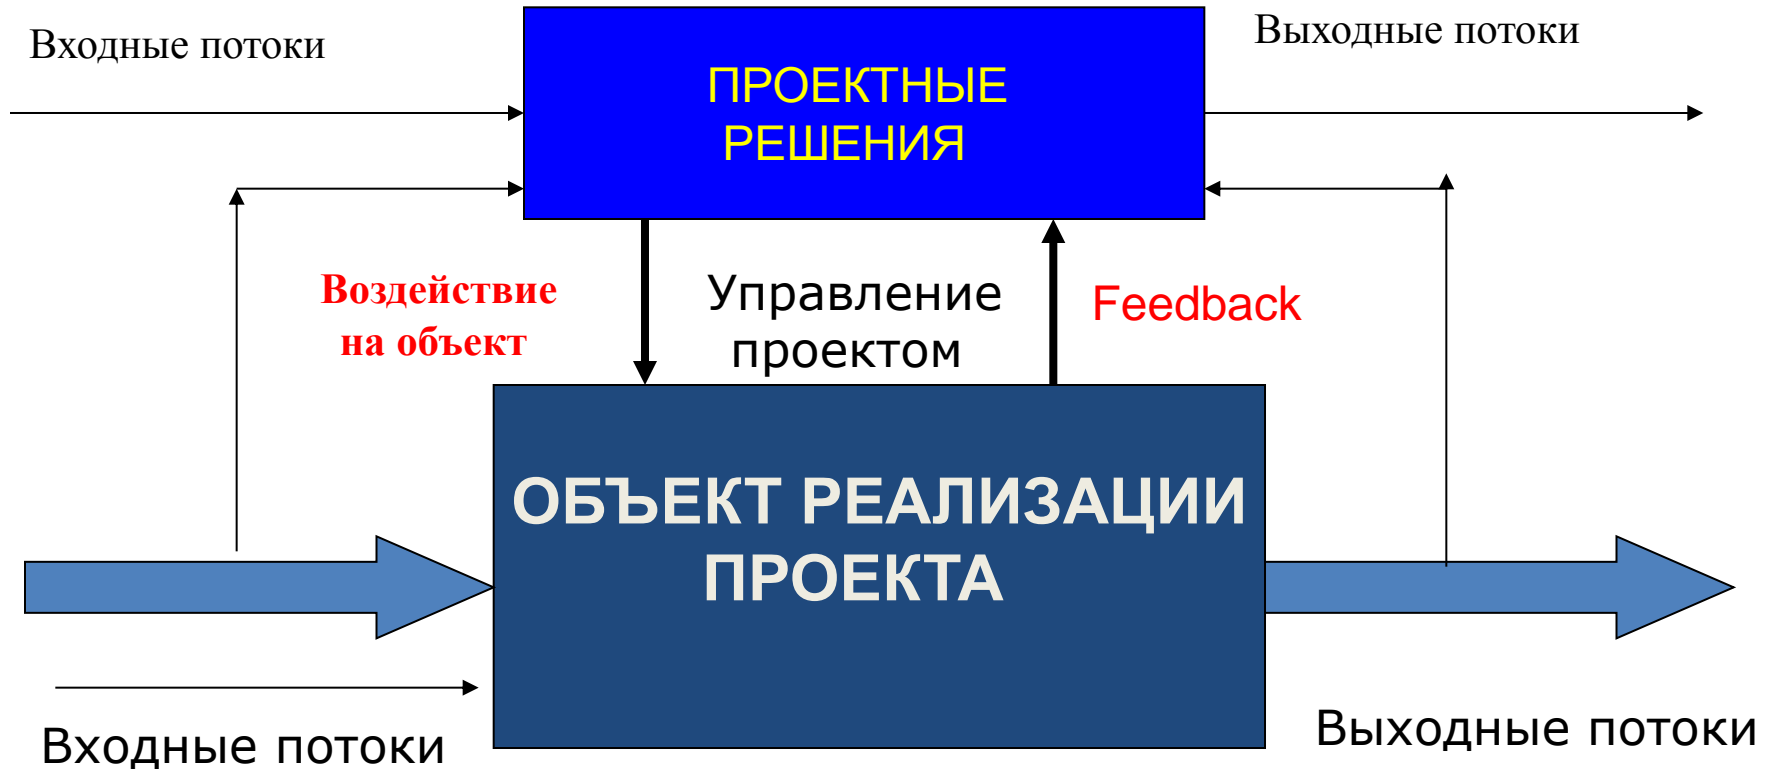 Входные потоки
Выходные потоки
ПРОЕКТНЫЕ
РЕШЕНИЯ
Воздействие
на объект
Управление
проектом
Feedback
ОБЪЕКТ РЕАЛИЗАЦИИ
ПРОЕКТА
Входные потоки
Выходные потоки